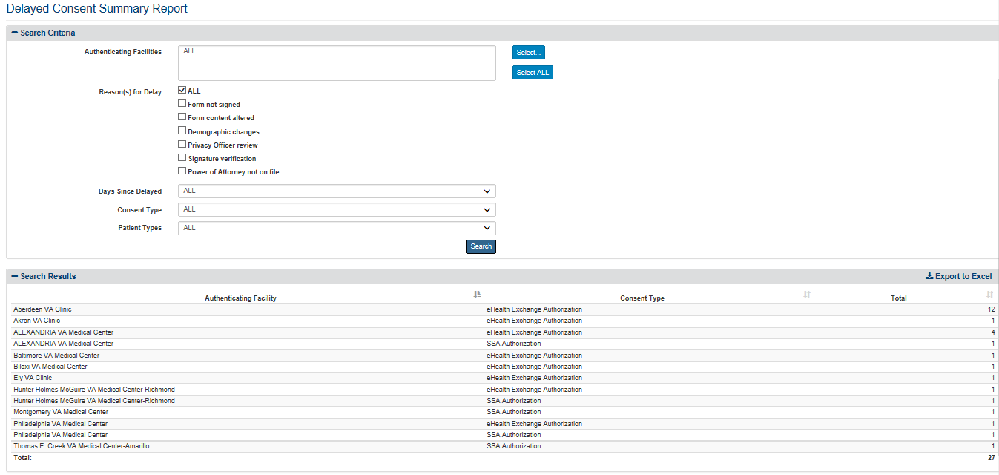 Delayed Consent Summary Report
Search Criteria
Authenticating Facilities ALL Select...
Select ALL
Reason(s) for Delay ALL
Form not signed
Form content altered
Demographic changes
Privacy Officer review
Signature verification
Power of Attorney not on file
Days Since Delayed ALL
Consent Type ALL
Patient Types ALL
Search
Search Results Export to Excel
Authenticating Facility Consent Type Total
Aberdeen VA Clinic eHealth Exchange Authorization 12
Akron VA Clinic eHealth Exchange Authorization 1
ALEXANDRIA VA Medical Center eHealth Exchange Authorization 4
ALEXANDRIA VA Medical Center SSA Authorization 1
Baltimore VA Medical Center eHealth Exchange Authorization 1
Biloxi VA Medical Center eHealth Exchange Authorization 1
Ely VA Clinic eHealth Exchange Authorization 1
Hunter Holmes McGuire VA Medical Center-Richmond eHealth Exchange Authorization 1
Hunter Holmes McGuire VA Medical Center-Richmond SSA Authorization 1
Montgomery VA Medical Center SSA Authorization 1
Philadelphia VA Medical Center eHealth Exchange Authorization 1
Philadelphia VA Medical Center SSA Authorization 1
Thomas E. Creek VA Medical Center-Amarillo SSA Authorization 1
Total: 27